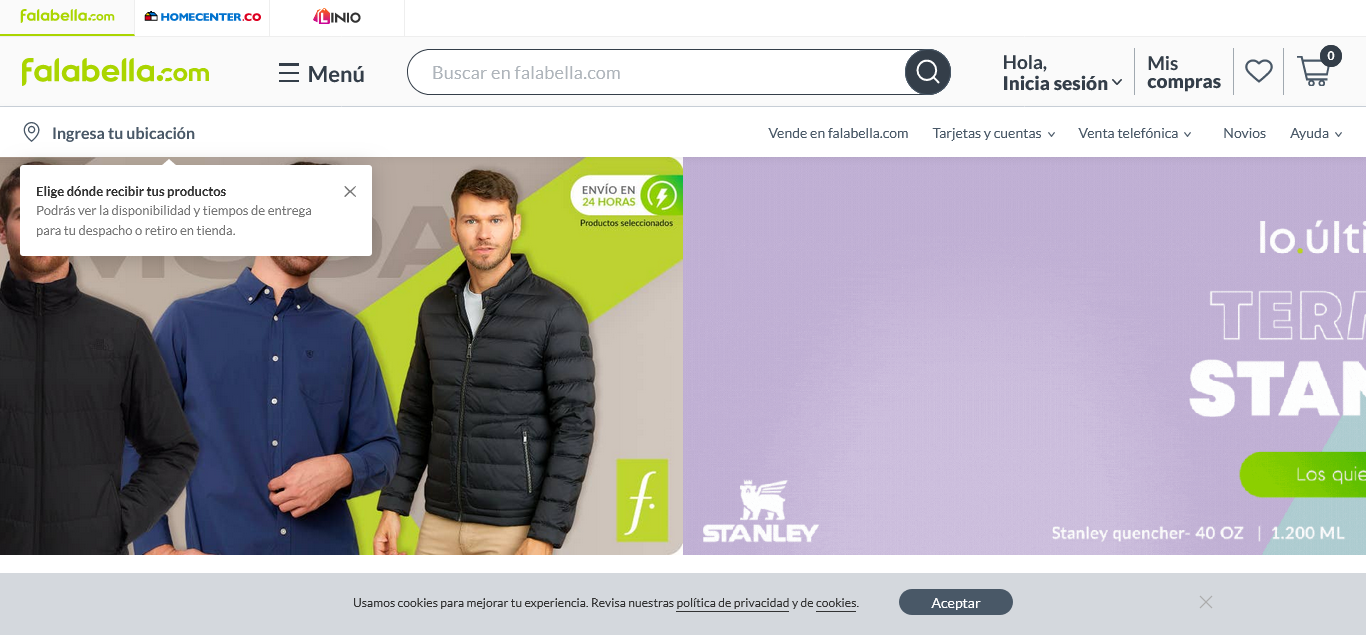 falabella.com
HOMECENTER.CO
LINIO
falabella.com
Menú
Buscar en falabella.com
Hola,
Inicia sesión
Mis
compras
0
Ingresa tu ubicación
Vende en falabella.com
Tarjetas y cuentas
Venta telefónica
Novios
Ayuda
Elige dónde recibir tus productos
Podrás ver la disponibilidad y tiempos de entrega
para tu despacho o retiro en tienda.
MODA
ENVÍO EN
24 HORAS
Productos seleccionados
f.
lo.últi
TERM
STAN
Los quie
STANLEY
Stanley quencher- 40 OZ | 1.200 ML
Usamos cookies para mejorar tu experiencia. Revisa nuestras política de privacidad y de cookies.
Aceptar